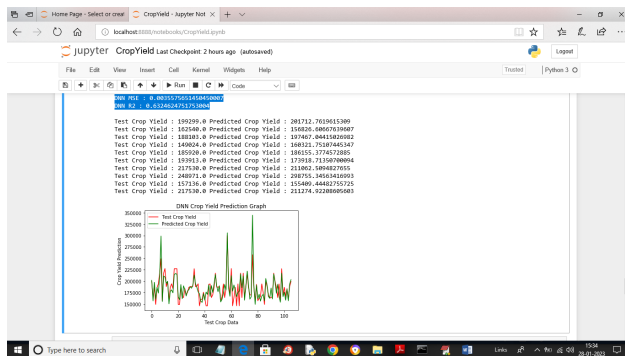 Home Page - Select or creat
CropYield - Jupyter Not
localhost:8888/notebooks/CropYield.ipynb
jupyter CropYield Last Checkpoint: 2 hours ago (autosaved)
Logout
File Edit View Insert Cell Kernel Widgets Help
Trusted
Python 3
Run
Code
DNN MSE : 0.0035575651450450007
DNN R2 : 0.6324624751753004
Test Crop Yield : 199299.0 Predicted Crop Yield : 201712.7619615309
Test Crop Yield : 162540.0 Predicted Crop Yield : 156826.60667639607
Test Crop Yield : 188103.0 Predicted Crop Yield : 197467.04415026982
Test Crop Yield : 149024.0 Predicted Crop Yield : 160321.75107445347
Test Crop Yield : 185920.0 Predicted Crop Yield : 186155.3774572885
Test Crop Yield : 193913.0 Predicted Crop Yield : 173918.71350700094
Test Crop Yield : 217530.0 Predicted Crop Yield : 211062.5094827655
Test Crop Yield : 248971.0 Predicted Crop Yield : 298755.34563416993
Test Crop Yield : 157136.0 Predicted Crop Yield : 155409.44482755725
Test Crop Yield : 217530.0 Predicted Crop Yield : 211274.92208605603
DNN Crop Yield Prediction Graph
350000
325000
300000
275000
250000
225000
200000
175000
150000
Crop Yield Prediction
Test Crop Yield
Predicted Crop Yield
0 20 40 60 80 100
Test Crop Data
Type here to search
Links
15:34
28-01-2023